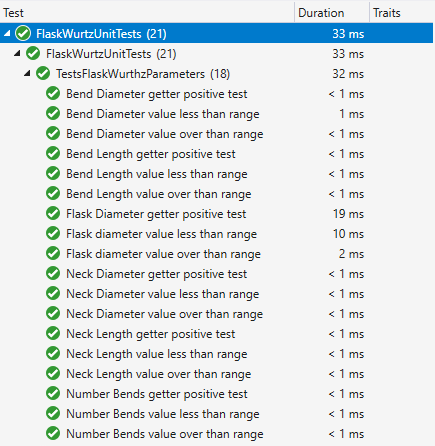 Test Duration Traits
FlaskWurtzUnitTests (21) 33 ms
FlaskWurtzUnitTests (21) 33 ms
TestsFlaskWurthzParameters (18) 32 ms
Bend Diameter getter positive test < 1 ms
Bend Diameter value less than range 1 ms
Bend Diameter value over than range < 1 ms
Bend Length getter positive test < 1 ms
Bend Length value less than range < 1 ms
Bend Length value over than range < 1 ms
Flask Diameter getter positive test 19 ms
Flask diameter value less than range 10 ms
Flask diameter value over than range 2 ms
Neck Diameter getter positive test < 1 ms
Neck Diameter value less than range < 1 ms
Neck Diameter value over than range < 1 ms
Neck Length getter positive test < 1 ms
Neck Length value less than range < 1 ms
Neck Length value over than range < 1 ms
Number Bends getter positive test < 1 ms
Number Bends value less than range < 1 ms
Number Bends value over than range < 1 ms